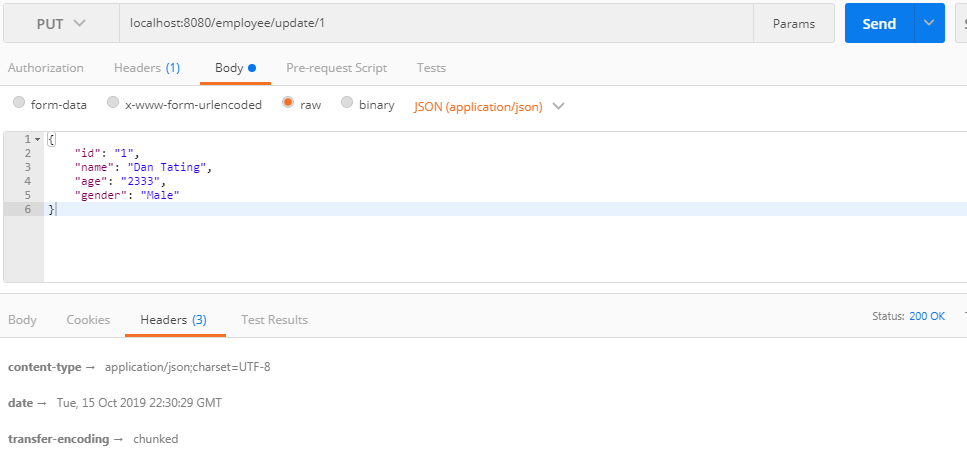 PUT localhost:8080/employee/update/1 Params Send
Authorization Headers (1) Body Pre-request Script Tests
form-data x-www-form-urlencoded raw binary JSON (application/json)
1 {
2 "id": "1",
3 "name": "Dan Tating",
4 "age": "2333",
5 "gender": "Male"
6 }
Body Cookies Headers (3) Test Results Status: 200 OK
content-type → application/json;charset=UTF-8
date → Tue, 15 Oct 2019 22:30:29 GMT
transfer-encoding → chunked